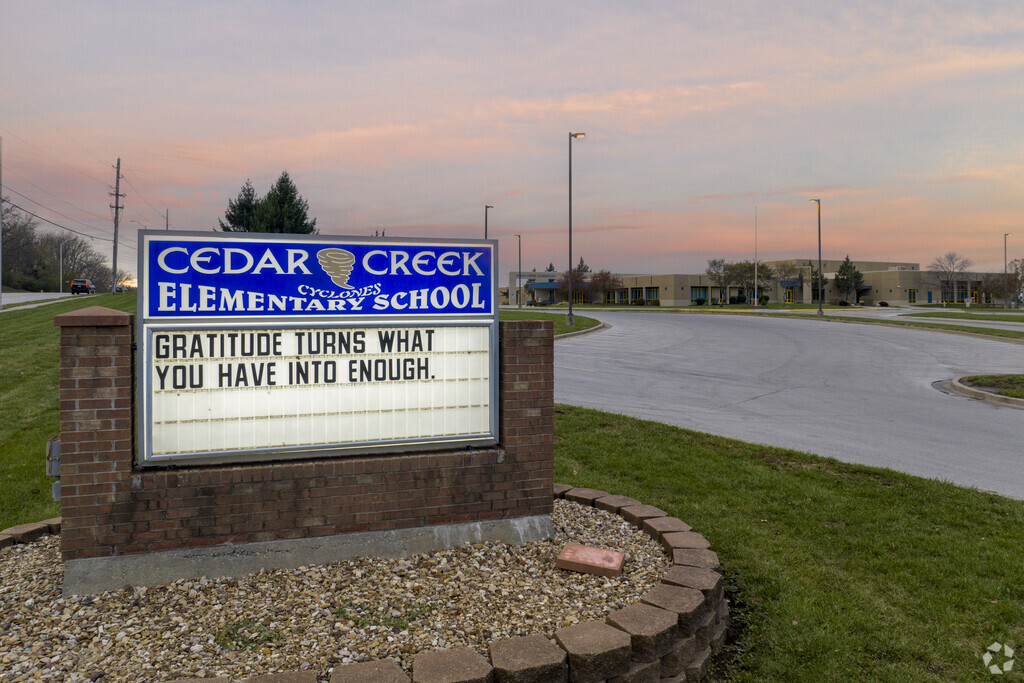 CEDAR CREEK
CYCLONES
ELEMENTARY SCHOOL
GRATITUDE TURNS WHAT
YOU HAVE INTO ENOUGH.